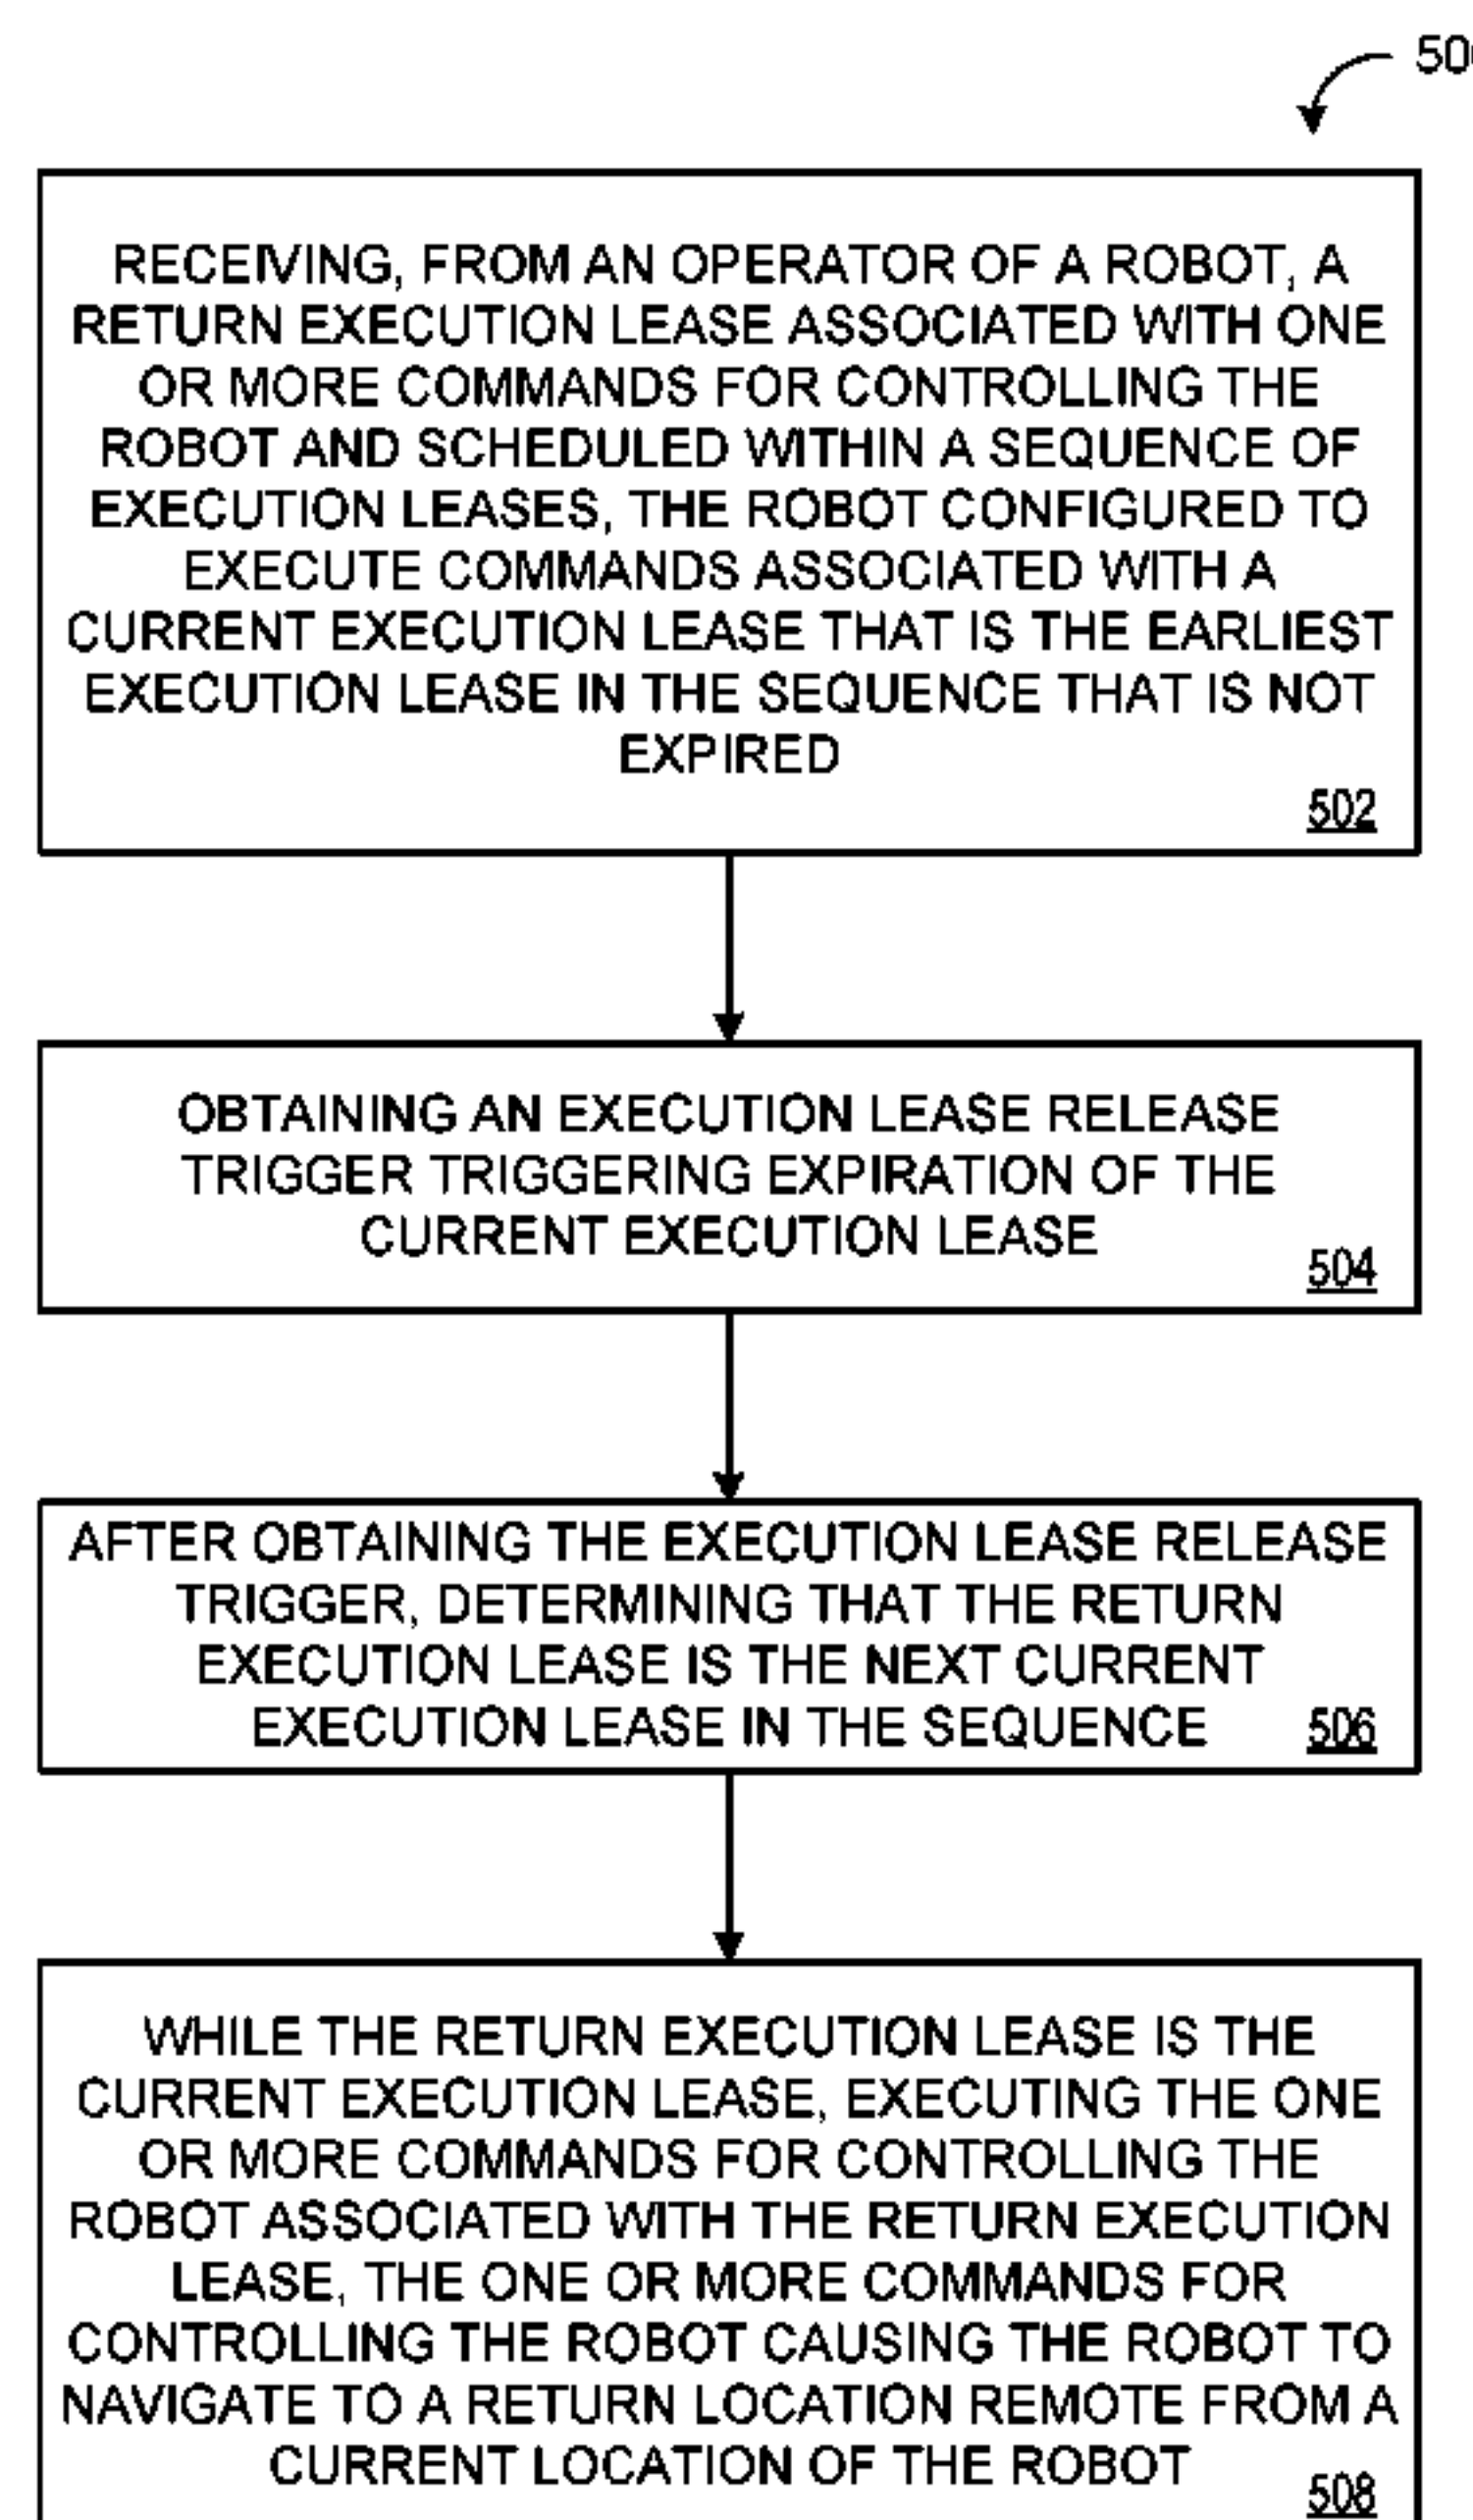 RECEIVING, FROM AN OPERATOR OF A ROBOT, A
RETURN EXECUTION LEASE ASSOCIATED WITH ONE
OR MORE COMMANDS FOR CONTROLLING THE
ROBOT AND SCHEDULED WITHIN A SEQUENCE OF
EXECUTION LEASES, THE ROBOT CONFIGURED TO
EXECUTE COMMANDS ASSOCIATED WITH A
CURRENT EXECUTION LEASE THAT IS THE EARLIEST
EXECUTION LEASE IN THE SEQUENCE THAT IS NOT
EXPIRED
502
OBTAINING AN EXECUTION LEASE RELEASE
TRIGGER TRIGGERING EXPIRATION OF THE
CURRENT EXECUTION LEASE
504
AFTER OBTAINING THE EXECUTION LEASE RELEASE
TRIGGER, DETERMINING THAT THE RETURN
EXECUTION LEASE IS THE NEXT CURRENT
EXECUTION LEASE IN THE SEQUENCE
506
WHILE THE RETURN EXECUTION LEASE IS THE
CURRENT EXECUTION LEASE, EXECUTING THE ONE
OR MORE COMMANDS FOR CONTROLLING THE
ROBOT ASSOCIATED WITH THE RETURN EXECUTION
LEASE, THE ONE OR MORE COMMANDS FOR
CONTROLLING THE ROBOT CAUSING THE ROBOT TO
NAVIGATE TO A RETURN LOCATION REMOTE FROM A
CURRENT LOCATION OF THE ROBOT
508